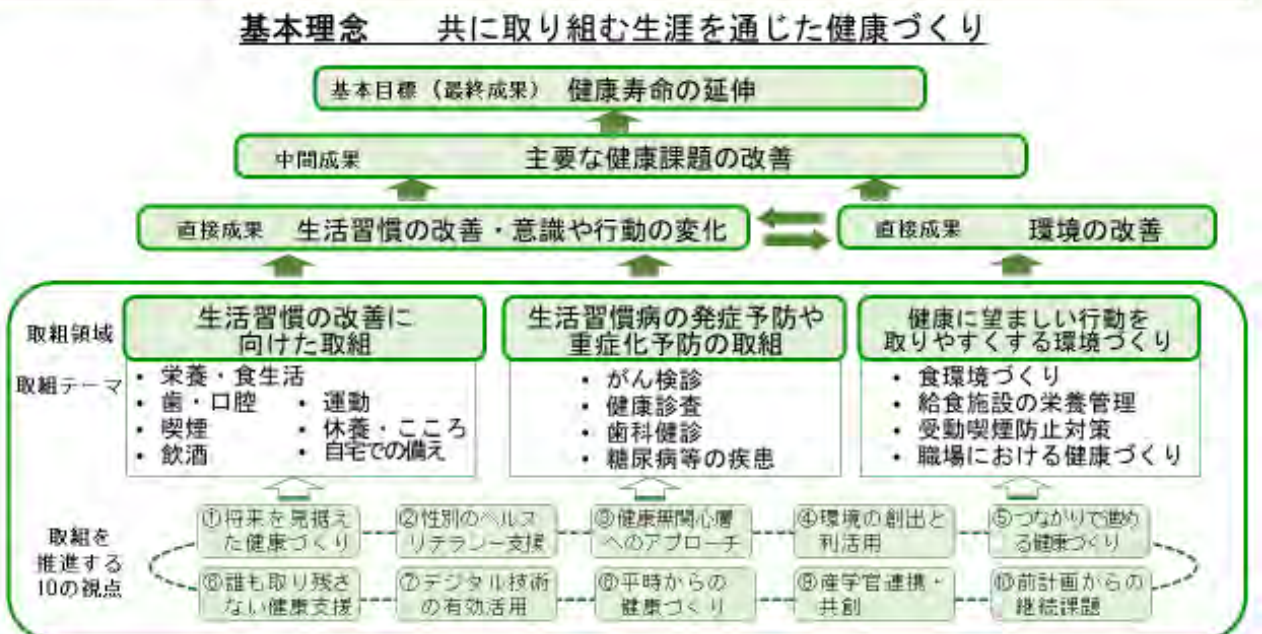 基本理念　共に取り組む生涯を通じた健康づくり
基本目標（最終成果） 健康寿命の延伸
中間成果　主要な健康課題の改善
直接成果　生活習慣の改善・意識や行動の変化
直接成果　環境の改善
取組領域
生活習慣の改善に
向けた取組
生活習慣病の発症予防や
重症化予防の取組
健康に望ましい行動を
取りやすくする環境づくり
取組テーマ
・ 栄養・食生活
・ 歯・口腔
・ 喫煙
・ 飲酒
・ 運動
・ 休養・こころ
・ 自宅での備え
・ がん検診
・ 健康診査
・ 歯科健診
・ 糖尿病等の疾患
・ 食環境づくり
・ 給食施設の栄養管理
・ 受動喫煙防止対策
・ 職場における健康づくり
取組を
推進する
10の視点
①将来を見据え
た健康づくり
②性別のヘルス
リテラシー支援
③健康無関心層
へのアプローチ
④環境の創出と
利活用
⑤つながりで進め
る健康づくり
⑥誰も取り残さ
ない健康支援
⑦デジタル技術
の有効活用
⑧平時からの
健康づくり
⑨産学官連携・
共創
⑩前計画からの
継続課題